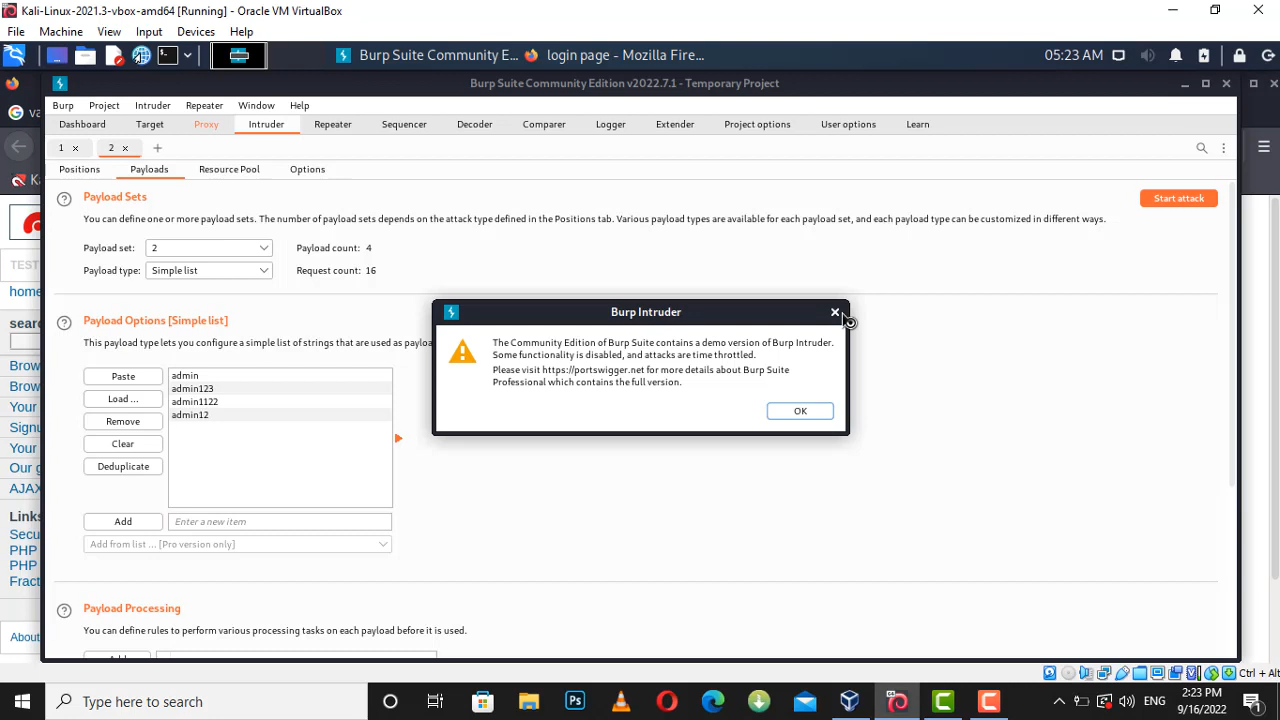 Kali-Linux-2021.3-vbox-amd64 [Running] - Oracle VM VirtualBox
File Machine View Input Devices Help
Burp Suite Community E... login page - Mozilla Fire... 05:23 AM
Burp Suite Community Edition v2022.7.1 - Temporary Project
Burp Project Intruder Repeater Window Help
Dashboard Target Proxy Intruder Repeater Sequencer Decoder Comparer Logger Extender Project options User options Learn
1 × 2 × +
Positions Payloads Resource Pool Options
Payload Sets
Start attack
You can define one or more payload sets. The number of payload sets depends on the attack type defined in the Positions tab. Various payload types are available for each payload set, and each payload type can be customized in different ways.
Payload set: 2 Payload count: 4
Payload type: Simple list Request count: 16
Payload Options [Simple list]
This payload type lets you configure a simple list of strings that are used as payloa
Paste
Load ...
Remove
Clear
Deduplicate
admin
admin123
admin1122
admin12
Add Enter a new item
Add from list ... [Pro version only]
Payload Processing
You can define rules to perform various processing tasks on each payload before it is used.
Burp Intruder
The Community Edition of Burp Suite contains a demo version of Burp Intruder.
Some functionality is disabled, and attacks are time throttled.
Please visit https://portswigger.net for more details about Burp Suite
Professional which contains the full version.
OK
va
TEST
home
searc
Brow
Brow
Your
Signu
Your
Our g
AJAX
Links
Secu
PHP
PHP
Fract
About
Ctrl + Al
Type here to search
ENG
2:23 PM
9/16/2022
1